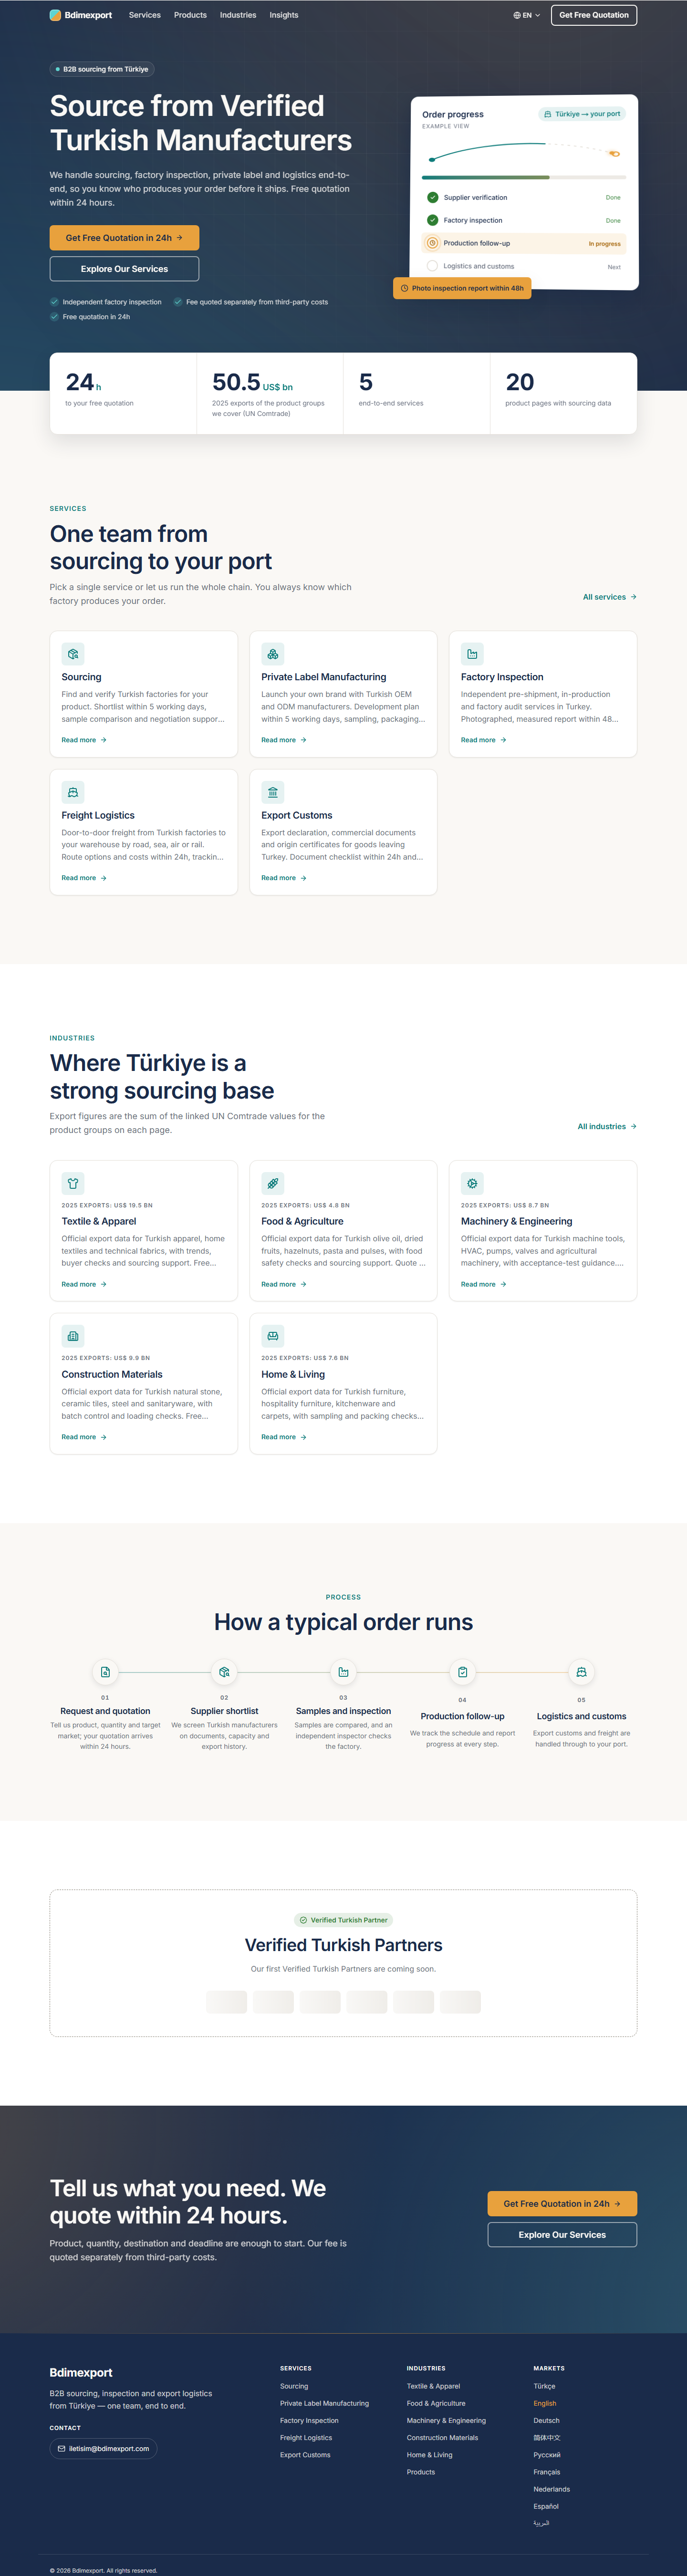 Bdimexport
Services
Products
Industries
Insights
EN
Get Free Quotation
B2B sourcing from Türkiye
Source from Verified
Turkish Manufacturers
We handle sourcing, factory inspection, private label and logistics end-to-
end, so you know who produces your order before it ships. Free quotation
within 24 hours.
Get Free Quotation in 24h
Explore Our Services
Independent factory inspection
Fee quoted separately from third-party costs
Free quotation in 24h
Order progress
EXAMPLE VIEW
Türkiye → your port
Supplier verification
Done
Factory inspection
Done
Production follow-up
In progress
Logistics and customs
Next
Photo inspection report within 48h
24 h
to your free quotation
50.5 US$ bn
2025 exports of the product groups
we cover (UN Comtrade)
5
end-to-end services
20
product pages with sourcing data
SERVICES
One team from
sourcing to your port
Pick a single service or let us run the whole chain. You always know which
factory produces your order.
All services
Sourcing
Find and verify Turkish factories for your
product. Shortlist within 5 working days,
sample comparison and negotiation suppor...
Read more
Private Label Manufacturing
Launch your own brand with Turkish OEM
and ODM manufacturers. Development plan
within 5 working days, sampling, packaging...
Read more
Factory Inspection
Independent pre-shipment, in-production
and factory audit services in Turkey.
Photographed, measured report within 48...
Read more
Freight Logistics
Door-to-door freight from Turkish factories to
your warehouse by road, sea, air or rail.
Route options and costs within 24h, trackin...
Read more
Export Customs
Export declaration, commercial documents
and origin certificates for goods leaving
Turkey. Document checklist within 24h and...
Read more
INDUSTRIES
Where Türkiye is a
strong sourcing base
Export figures are the sum of the linked UN Comtrade values for the
product groups on each page.
All industries
2025 EXPORTS: US$ 19.5 BN
Textile & Apparel
Official export data for Turkish apparel, home
textiles and technical fabrics, with trends,
buyer checks and sourcing support. Free...
Read more
2025 EXPORTS: US$ 4.8 BN
Food & Agriculture
Official export data for Turkish olive oil, dried
fruits, hazelnuts, pasta and pulses, with food
safety checks and sourcing support. Quote ...
Read more
2025 EXPORTS: US$ 8.7 BN
Machinery & Engineering
Official export data for Turkish machine tools,
HVAC, pumps, valves and agricultural
machinery, with acceptance-test guidance....
Read more
2025 EXPORTS: US$ 9.9 BN
Construction Materials
Official export data for Turkish natural stone,
ceramic tiles, steel and sanitaryware, with
batch control and loading checks. Free...
Read more
2025 EXPORTS: US$ 7.6 BN
Home & Living
Official export data for Turkish furniture,
hospitality furniture, kitchenware and
carpets, with sampling and packing checks...
Read more
PROCESS
How a typical order runs
01
Request and quotation
Tell us product, quantity and target
market; your quotation arrives
within 24 hours.
02
Supplier shortlist
We screen Turkish manufacturers
on documents, capacity and
export history.
03
Samples and inspection
Samples are compared, and an
independent inspector checks
the factory.
04
Production follow-up
We track the schedule and report
progress at every step.
05
Logistics and customs
Export customs and freight are
handled through to your port.
Verified Turkish Partner
Verified Turkish Partners
Our first Verified Turkish Partners are coming soon.
Tell us what you need. We
quote within 24 hours.
Product, quantity, destination and deadline are enough to start. Our fee is
quoted separately from third-party costs.
Get Free Quotation in 24h
Explore Our Services
Bdimexport
B2B sourcing, inspection and export logistics
from Türkiye — one team, end to end.
CONTACT
iletisim@bdimexport.com
SERVICES
Sourcing
Private Label Manufacturing
Factory Inspection
Freight Logistics
Export Customs
INDUSTRIES
Textile & Apparel
Food & Agriculture
Machinery & Engineering
Construction Materials
Home & Living
Products
MARKETS
Türkçe
English
Deutsch
简体中文
Русский
Français
Nederlands
Español
العربية
© 2026 Bdimexport. All rights reserved.